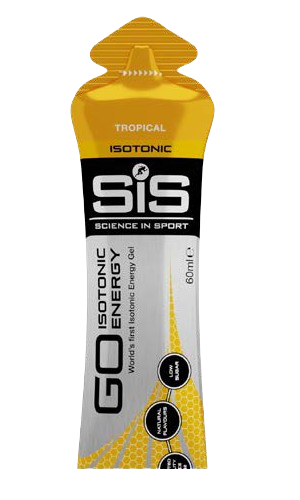 TROPICAL
ISOTONIC
SiS
SCIENCE IN SPORT
60ml e
GO ISOTONIC
ENERGY
World's first Isotonic Energy Gel
LOW
SUGAR
NATURAL
FLAVOURS